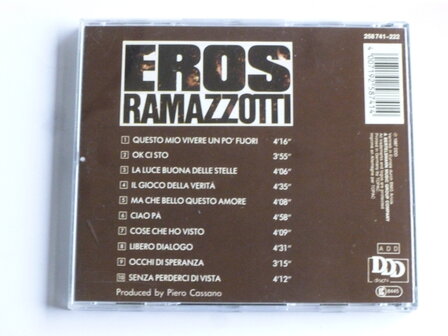 258 741-222
EROS
RAMAZZOTTI
1 QUESTO MIO VIVERE UN PO' FUORI 4'16"
2 OK CI STO 3'55"
3 LA LUCE BUONA DELLE STELLE 4'06"
4 IL GIOCO DELLA VERITÀ 4'35"
5 MA CHE BELLO QUESTO AMORE 4'08"
6 CIAO PÀ 4'58"
7 COSE CHE HO VISTO 4'09"
8 LIBERO DIALOGO 4'31"
9 OCCHI DI SPERANZA 3'15"
10 SENZA PERDERCI DI VISTA 4'12"
Produced by Piero Cassano
ADD
DDD